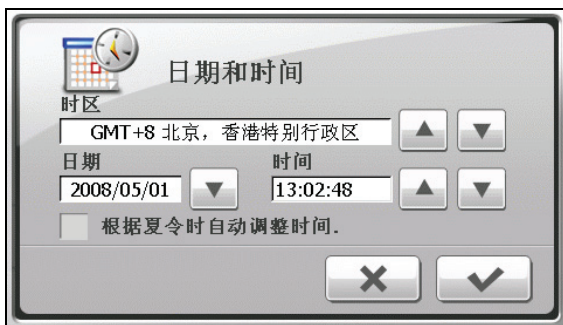 日期和时间
时区
GMT+8 北京，香港特别行政区
日期 时间
2008/05/01 13:02:48
根据夏令时自动调整时间.